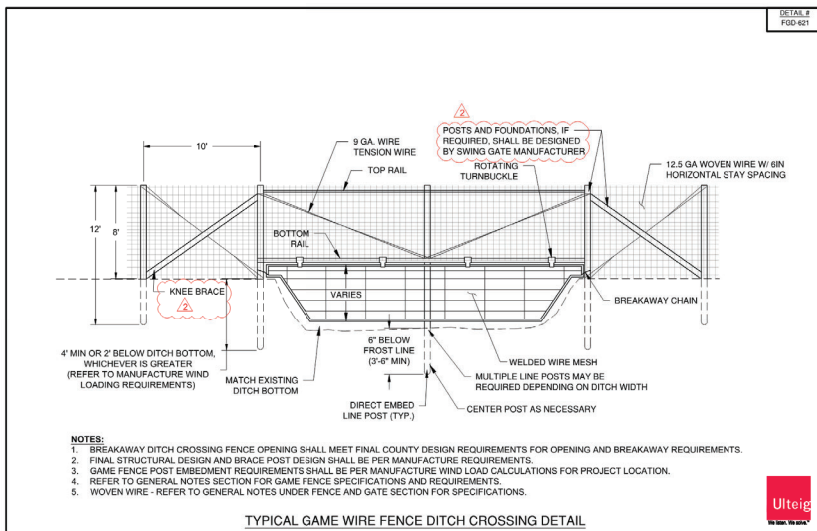 DETAIL #
FGD-621
2
POSTS AND FOUNDATIONS, IF
REQUIRED, SHALL BE DESIGNED
BY SWING GATE MANUFACTURER
10'
9 GA. WIRE
TENSION WIRE
TOP RAIL
ROTATING
TURNBUCKLE
12.5 GA WOVEN WIRE W/ 6IN
HORIZONTAL STAY SPACING
12'
8'
BOTTOM
RAIL
KNEE BRACE
2
VARIES
BREAKAWAY CHAIN
4' MIN OR 2' BELOW DITCH BOTTOM,
WHICHEVER IS GREATER
(REFER TO MANUFACTURE WIND
LOADING REQUIREMENTS)
MATCH EXISTING
DITCH BOTTOM
6" BELOW
FROST LINE
(3'-6" MIN)
WELDED WIRE MESH
MULTIPLE LINE POSTS MAY BE
REQUIRED DEPENDING ON DITCH WIDTH
DIRECT EMBED
LINE POST (TYP.)
CENTER POST AS NECESSARY
NOTES:
1. BREAKAWAY DITCH CROSSING FENCE OPENING SHALL MEET FINAL COUNTY DESIGN REQUIREMENTS FOR OPENING AND BREAKAWAY REQUIREMENTS.
2. FINAL STRUCTURAL DESIGN AND BRACE POST DESIGN SHALL BE PER MANUFACTURE REQUIREMENTS.
3. GAME FENCE POST EMBEDMENT REQUIREMENTS SHALL BE PER MANUFACTURE WIND LOAD CALCULATIONS FOR PROJECT LOCATION.
4. REFER TO GENERAL NOTES SECTION FOR GAME FENCE SPECIFICATIONS AND REQUIREMENTS.
5. WOVEN WIRE - REFER TO GENERAL NOTES UNDER FENCE AND GATE SECTION FOR SPECIFICATIONS.
TYPICAL GAME WIRE FENCE DITCH CROSSING DETAIL
Ulteig
We listen. We solve.®